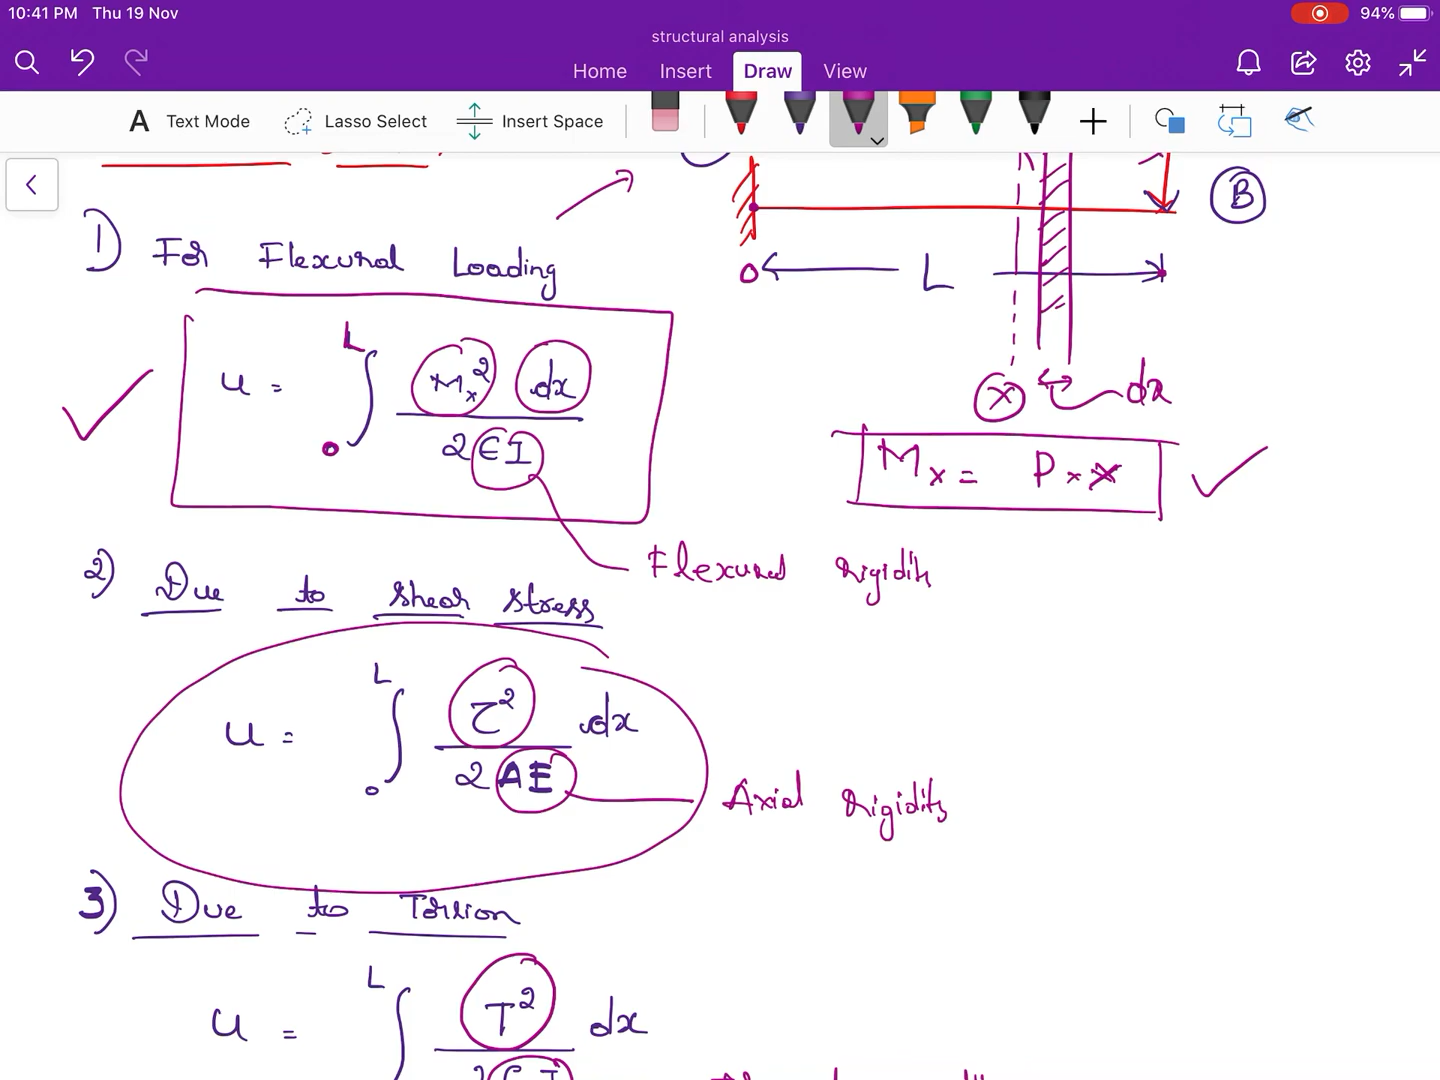 10:41 PM Thu 19 Nov 94%
structural analysis
Home Insert Draw View
A Text Mode Lasso Select Insert Space
B
1) For Flexural Loading
L
U = ∫₀ᴸ Mₓ² dx / 2EI
x dx
Mₓ = P × x
Flexural rigidity
2) Due to shear stress
U = ∫₀ᴸ τ² / 2AE dx
Axial rigidity
3) Due to Torsion
U = ∫ᴸ T² dx